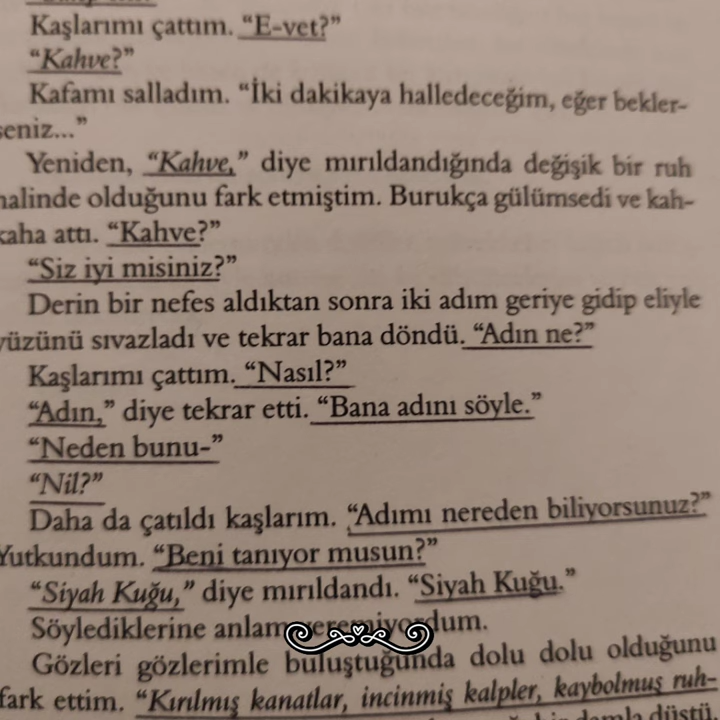 Kaşlarımı çattım. “E-vet?”
“Kahve?”
Kafamı salladım. “İki dakikaya halledeceğim, eğer bekler-
seniz...”
Yeniden, “Kahve,” diye mırıldandığında değişik bir ruh
halinde olduğunu fark etmiştim. Burukça gülümsedi ve kah-
kaha attı. “Kahve?”
“Siz iyi misiniz?”
Derin bir nefes aldıktan sonra iki adım geriye gidip eliyle
yüzünü sıvazladı ve tekrar bana döndü. “Adın ne?”
Kaşlarımı çattım. “Nasıl?”
“Adın,” diye tekrar etti. “Bana adını söyle.”
“Neden bunu-”
“Nil?”
Daha da çatıldı kaşlarım. “Adımı nereden biliyorsunuz?”
Yutkundum. “Beni tanıyor musun?”
“Siyah Kuğu,” diye mırıldandı. “Siyah Kuğu.”
Söylediklerine anlam veremiyordum.
Gözleri gözlerimle buluştuğunda dolu dolu olduğunu
fark ettim. “Kırılmış kanatlar, incinmiş kalpler, kaybolmuş ruh-
damla düştü